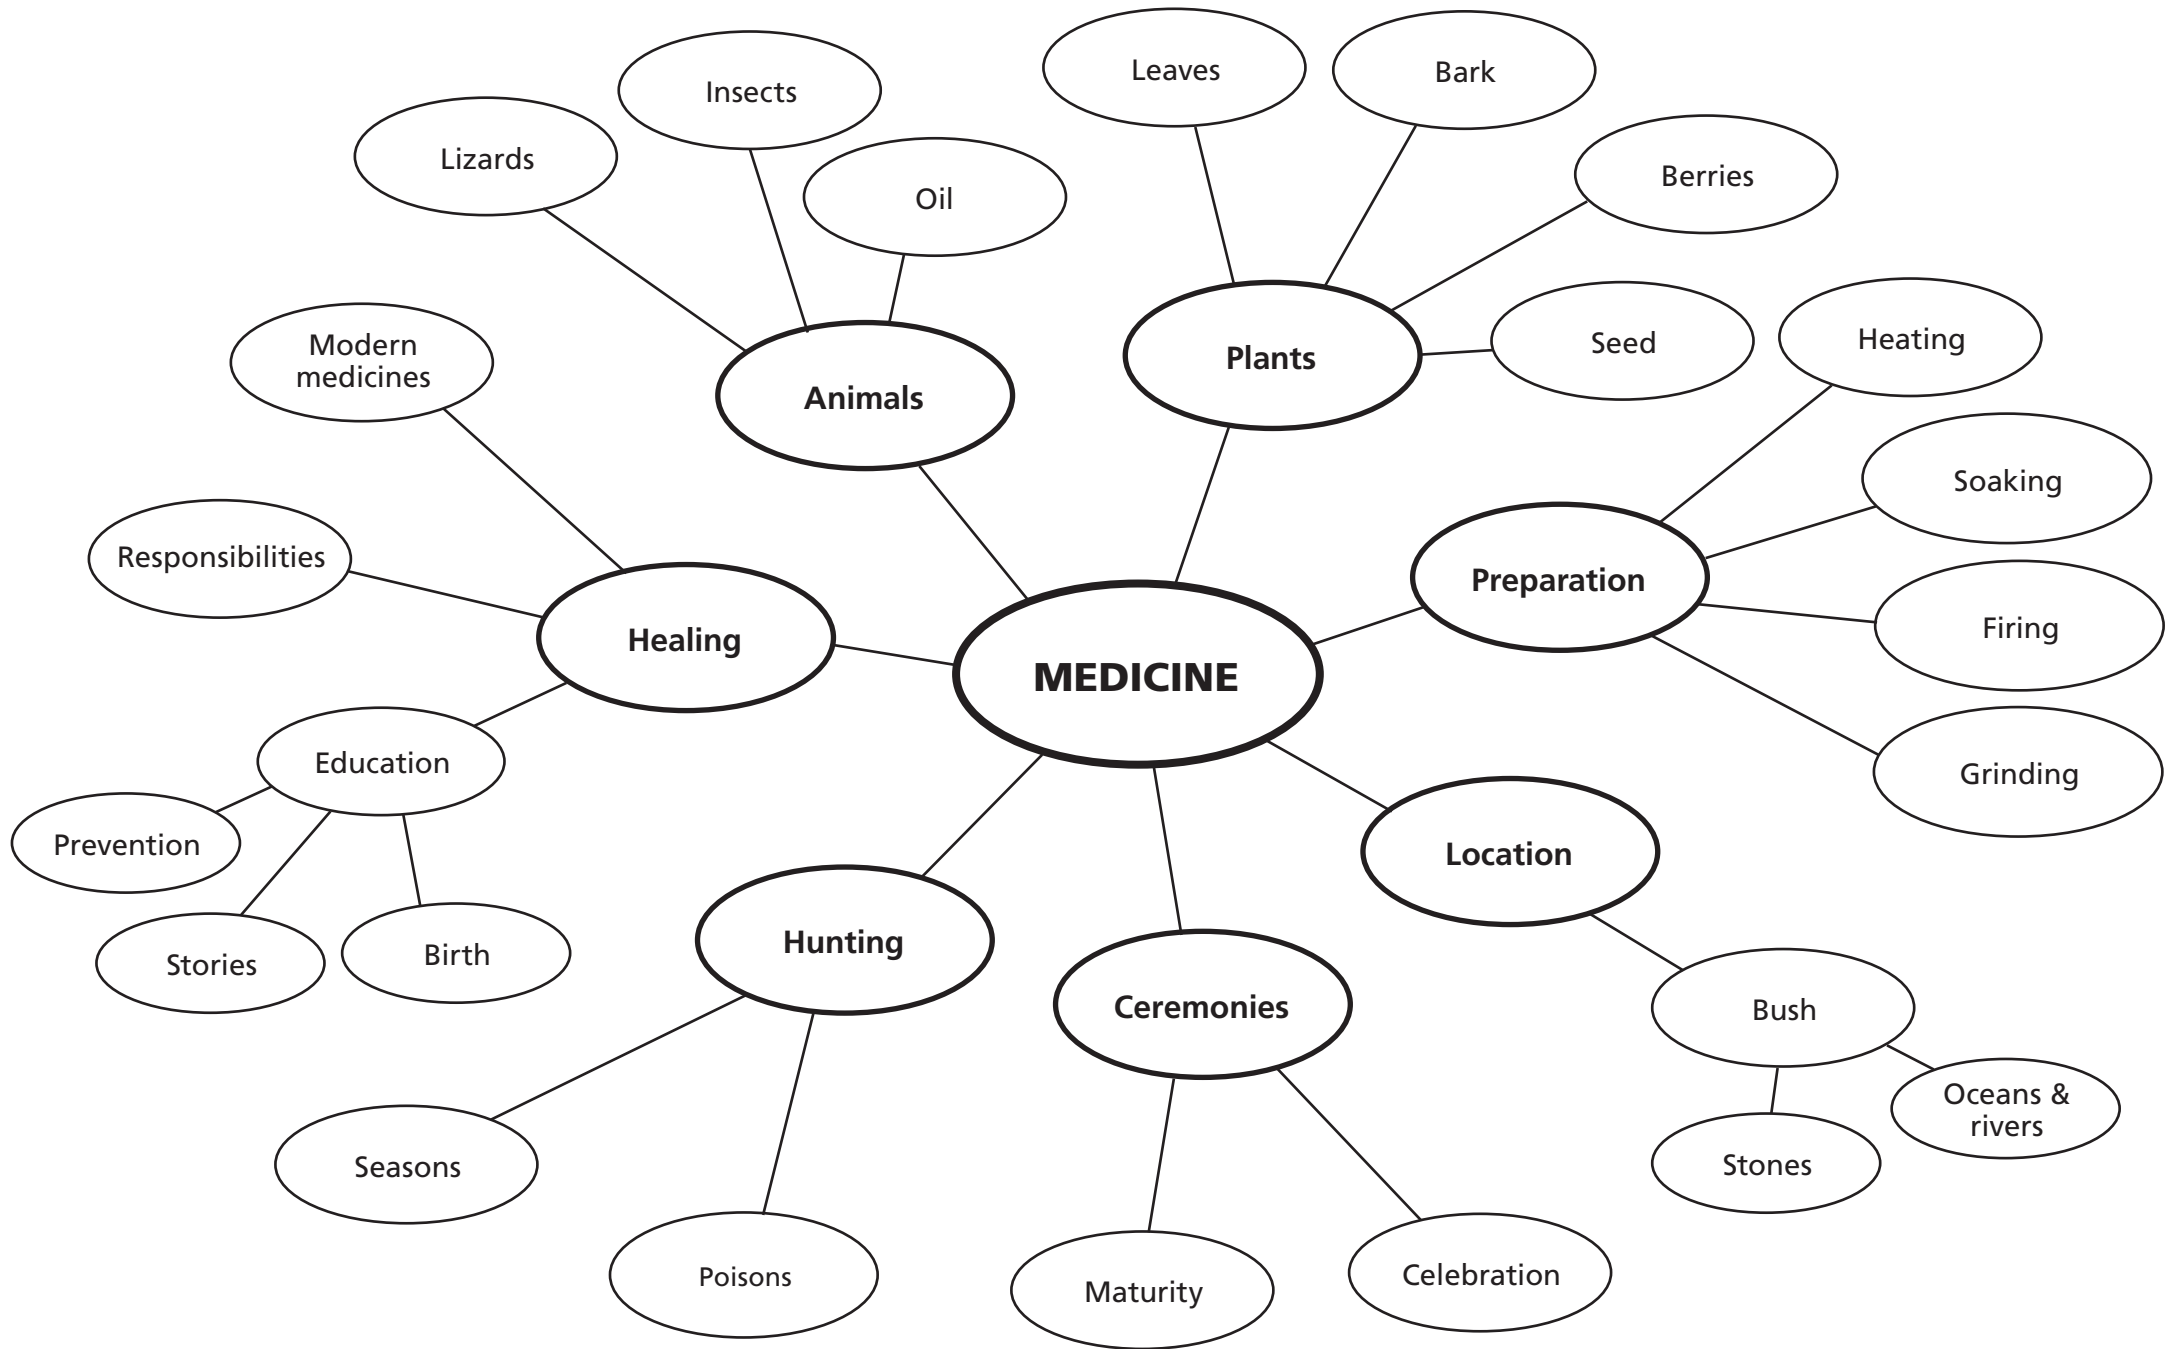 Leaves
Bark
Insects
Lizards
Berries
Oil
Heating
Seed
Modern
medicines
Plants
Animals
Soaking
Responsibilities
Preparation
Firing
Healing
MEDICINE
Education
Grinding
Prevention
Location
Hunting
Birth
Stories
Ceremonies
Bush
Oceans &
rivers
Seasons
Stones
Celebration
Poisons
Maturity